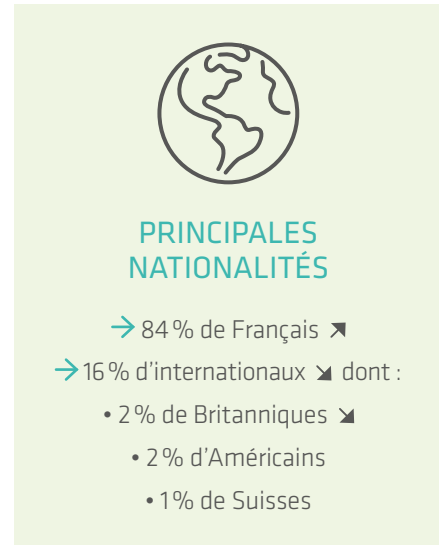 PRINCIPALES
NATIONALITÉS
→ 84 % de Français ↗
→ 16 % d’internationaux ↘ dont :
• 2 % de Britanniques ↘
• 2 % d’Américains
• 1 % de Suisses